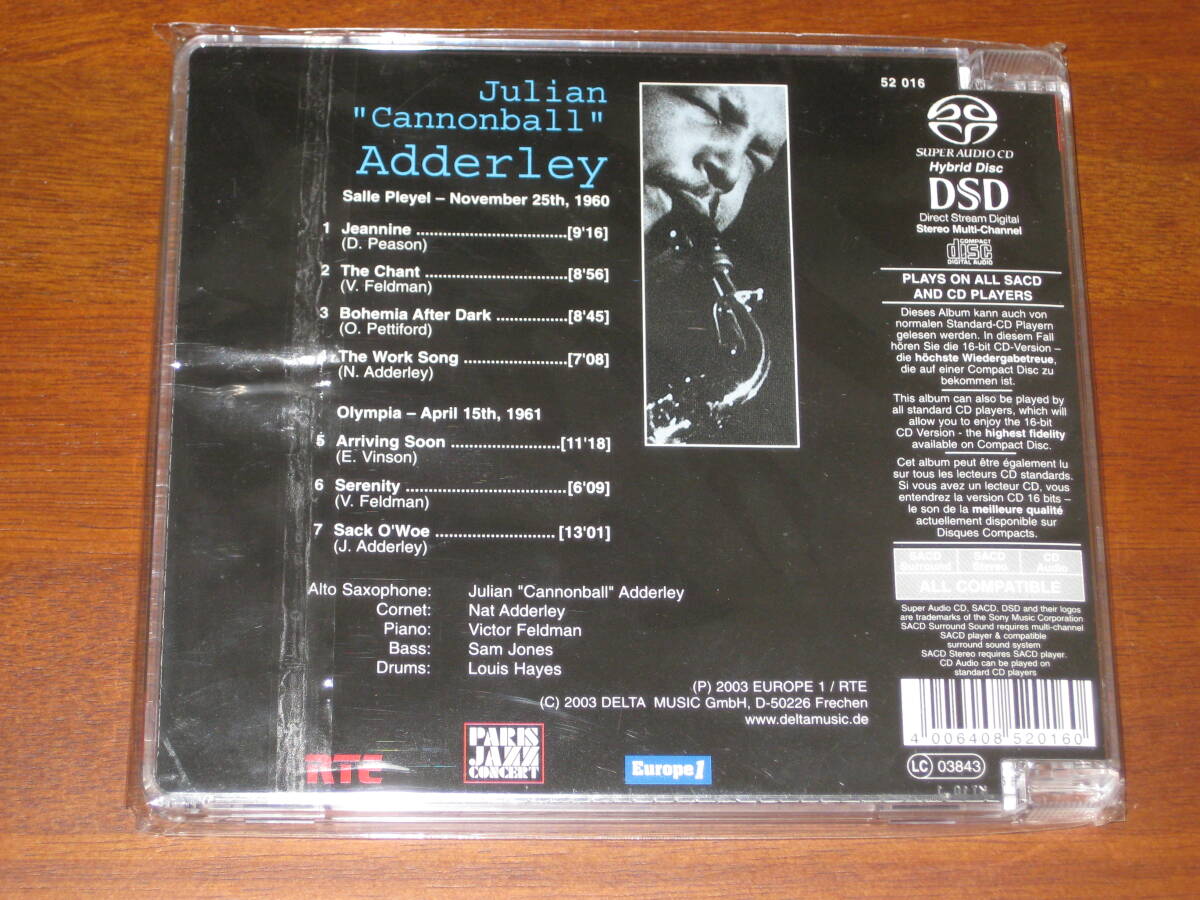 Julian
"Cannonball"
Adderley
Salle Pleyel – November 25th, 1960
1 Jeannine ..................................[9'16]
(D. Peason)
2 The Chant ................................[8'56]
(V. Feldman)
3 Bohemia After Dark ................[8'45]
(O. Pettiford)
4 The Work Song .......................[7'08]
(N. Adderley)
Olympia – April 15th, 1961
5 Arriving Soon ........................[11'18]
(E. Vinson)
6 Serenity ....................................[6'09]
(V. Feldman)
7 Sack O'Woe .......................... [13'01]
(J. Adderley)
Alto Saxophone: Julian "Cannonball" Adderley
Cornet: Nat Adderley
Piano: Victor Feldman
Bass: Sam Jones
Drums: Louis Hayes
(P) 2003 EUROPE 1 / RTE
(C) 2003 DELTA MUSIC GmbH, D-50226 Frechen
www.deltamusic.de
RTE
PARIS
JAZZ
CONCERT
Europe 1
52 016
SUPER AUDIO CD
Hybrid Disc
DSD
Direct Stream Digital
Stereo Multi-Channel
COMPACT
disc
DIGITAL AUDIO
PLAYS ON ALL SACD
AND CD PLAYERS
Dieses Album kann auch von
normalen Standard-CD Playern
gelesen werden. In diesem Fall
hören Sie die 16-bit CD-Version –
die höchste Wiedergabetreue,
die auf einer Compact Disc zu
bekommen ist.
This album can also be played by
all standard CD players, which will
allow you to enjoy the 16-bit
CD Version - the highest fidelity
available on Compact Disc.
Cet album peut être également lu
sur tous les lecteurs CD standards.
Si vous avez un lecteur CD, vous
entendrez la version CD 16 bits –
le son de la meilleure qualité
actuellement disponible sur
Disques Compacts.
SACD Surround SACD Stereo CD Audio
ALL COMPATIBLE
Super Audio CD, SACD, DSD and their logos
are trademarks of the Sony Music Corporation
SACD Surround Sound requires multi-channel
SACD player & compatible
surround sound system
SACD Stereo requires SACD player.
CD Audio can be played on
standard CD players
4 006408 520160
LC 03843